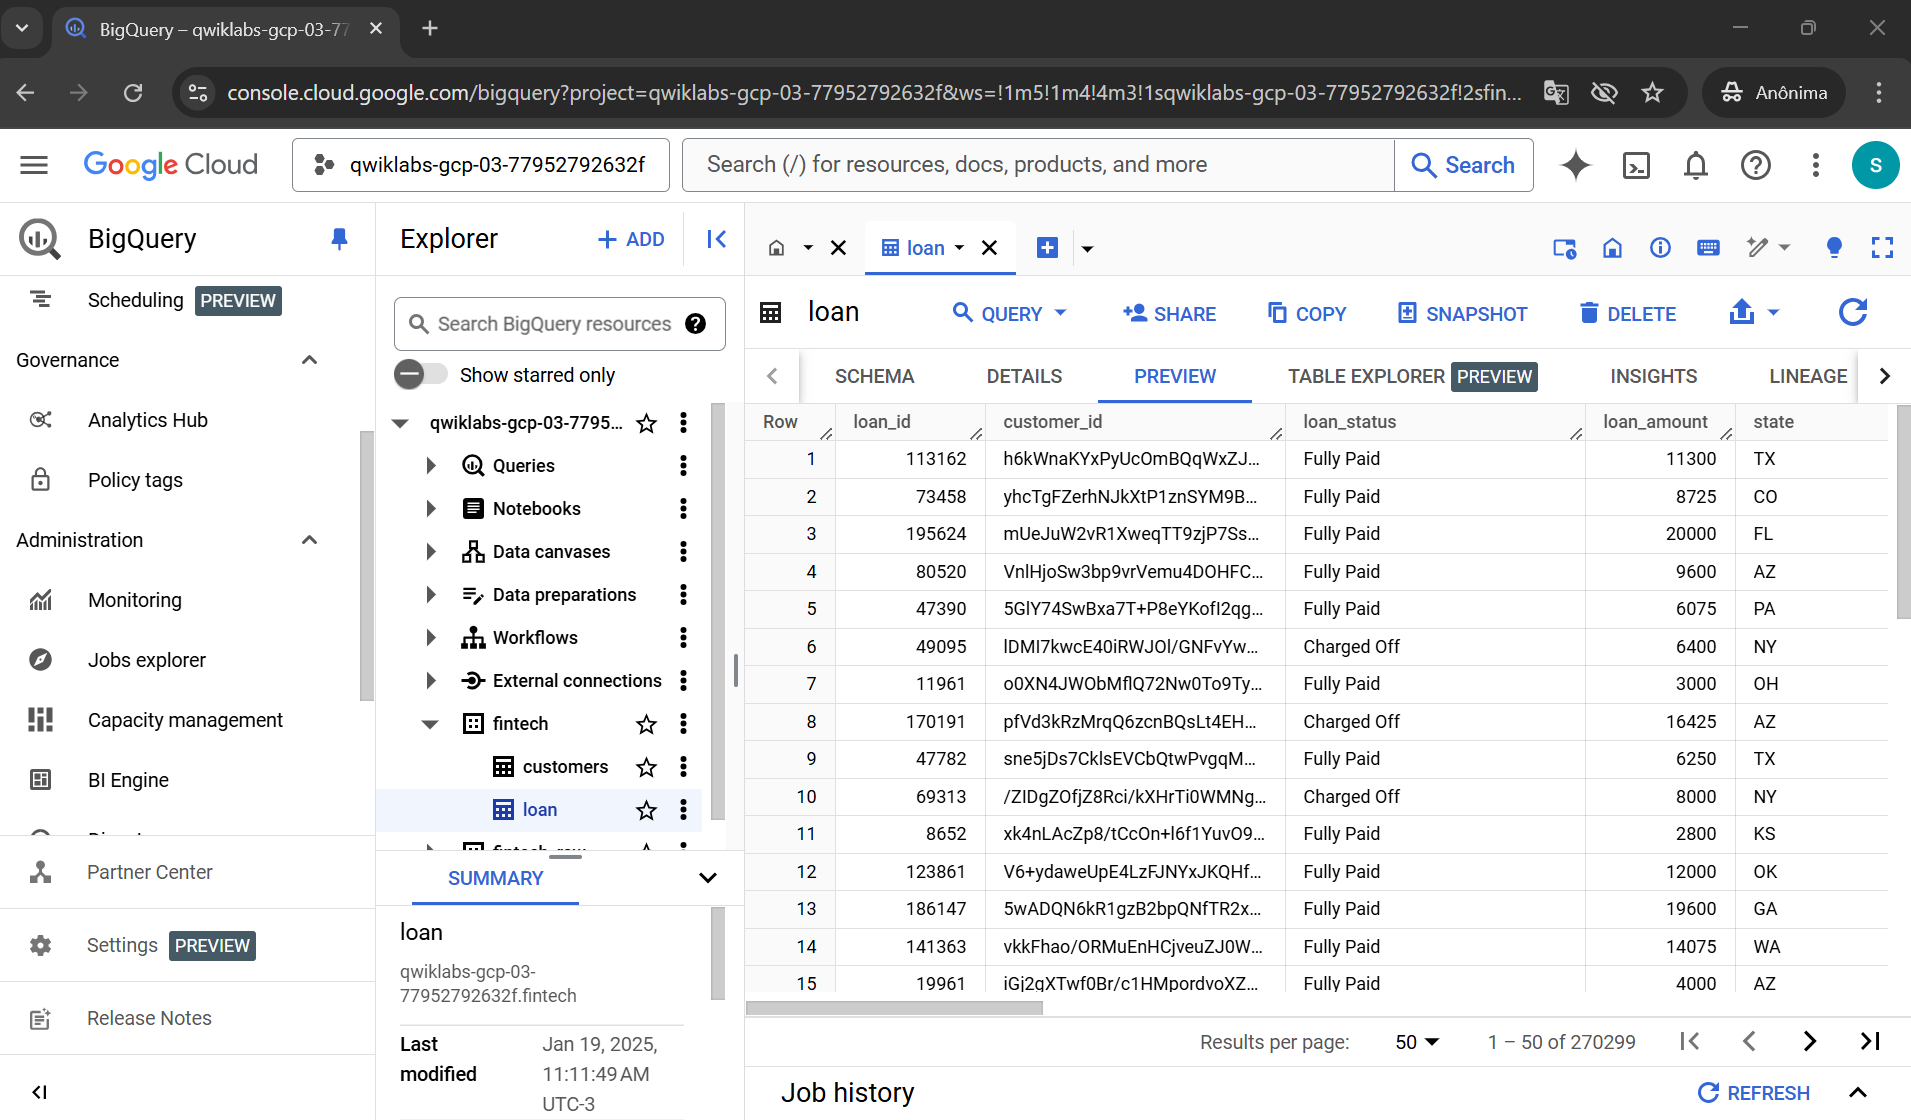 BigQuery – qwiklabs-gcp-03-77
console.cloud.google.com/bigquery?project=qwiklabs-gcp-03-77952792632f&ws=!1m5!1m4!4m3!1sqwiklabs-gcp-03-77952792632f!2sfin...
Anônima
Google Cloud
qwiklabs-gcp-03-77952792632f
Search (/) for resources, docs, products, and more
Search
S
BigQuery
Scheduling PREVIEW
Governance
Analytics Hub
Policy tags
Administration
Monitoring
Jobs explorer
Capacity management
BI Engine
Partner Center
Settings PREVIEW
Release Notes
Explorer
ADD
Search BigQuery resources
Show starred only
qwiklabs-gcp-03-7795...
Queries
Notebooks
Data canvases
Data preparations
Workflows
External connections
fintech
customers
loan
SUMMARY
loan
qwiklabs-gcp-03-
77952792632f.fintech
Last modified
Jan 19, 2025, 11:11:49 AM UTC-3
loan
loan
QUERY SHARE COPY SNAPSHOT DELETE
SCHEMA DETAILS PREVIEW TABLE EXPLORER PREVIEW INSIGHTS LINEAGE
Row loan_id customer_id loan_status loan_amount state
1 113162 h6kWnaKYxPyUcOmBQqWxZJ... Fully Paid 11300 TX
2 73458 yhcTgFZerhNJkXtP1znSYM9B... Fully Paid 8725 CO
3 195624 mUeJuW2vR1XweqTT9zjP7Ss... Fully Paid 20000 FL
4 80520 VnlHjoSw3bp9vrVemu4DOHFC... Fully Paid 9600 AZ
5 47390 5GlY74SwBxa7T+P8eYKofI2qg... Fully Paid 6075 PA
6 49095 lDMI7kwcE40iRWJOl/GNFvYw... Charged Off 6400 NY
7 11961 o0XN4JWObMflQ72Nw0To9Ty... Fully Paid 3000 OH
8 170191 pfVd3kRzMrqQ6zcnBQsLt4EH... Charged Off 16425 AZ
9 47782 sne5jDs7CklsEVCbQtwPvgqM... Fully Paid 6250 TX
10 69313 /ZIDgZOfjZ8Rci/kXHrTi0WMNg... Charged Off 8000 NY
11 8652 xk4nLAcZp8/tCcOn+l6f1YuvO9... Fully Paid 2800 KS
12 123861 V6+ydaweUpE4LzFJNYxJKQHf... Fully Paid 12000 OK
13 186147 5wADQN6kR1gzB2bpQNfTR2x... Fully Paid 19600 GA
14 141363 vkkFhao/ORMuEnHCjveuZJ0W... Fully Paid 14075 WA
15 19961 iGj2gXTwf0Br/c1HMpordvoXZ... Fully Paid 4000 AZ
Results per page: 50 1 – 50 of 270299
Job history
REFRESH